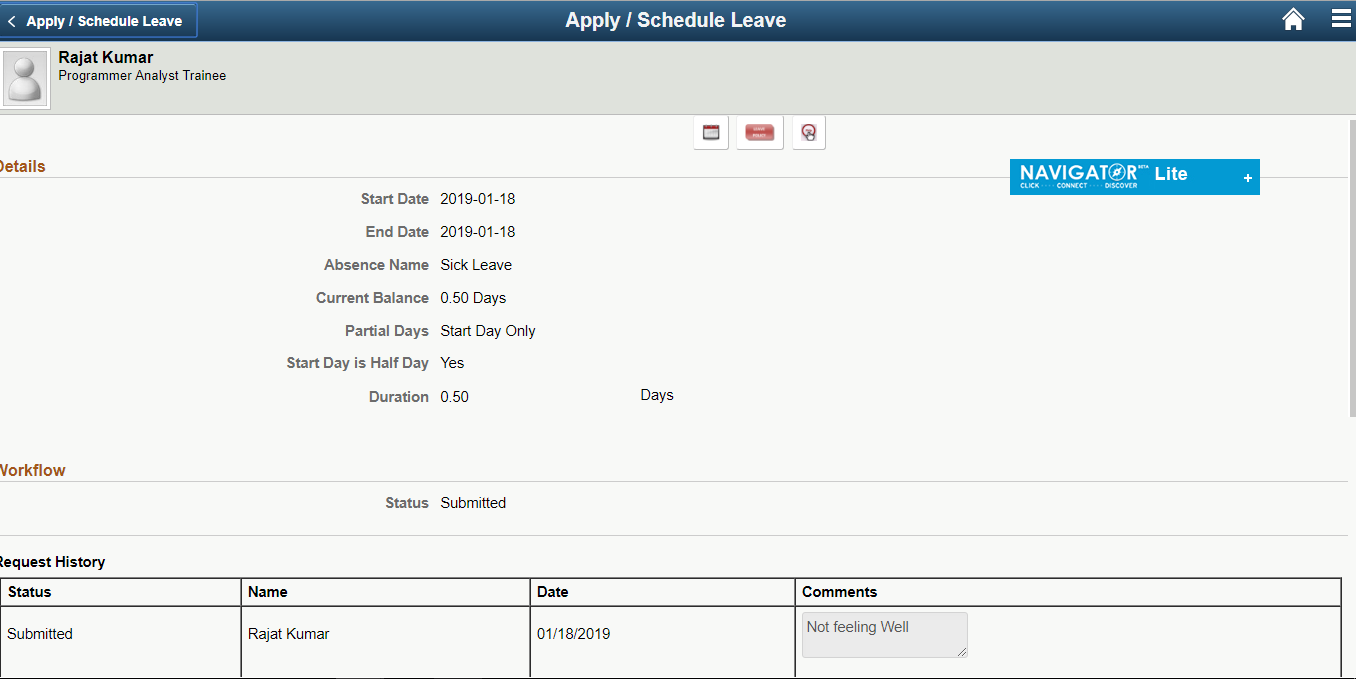 Apply / Schedule Leave
Apply / Schedule Leave
Rajat Kumar
Programmer Analyst Trainee
Details
NAVIGATOR BETA Lite +
CLICK ···· CONNECT ···· DISCOVER
Start Date 2019-01-18
End Date 2019-01-18
Absence Name Sick Leave
Current Balance 0.50 Days
Partial Days Start Day Only
Start Day is Half Day Yes
Duration 0.50 Days
Workflow
Status Submitted
Request History
Status Name Date Comments
Submitted Rajat Kumar 01/18/2019 Not feeling Well